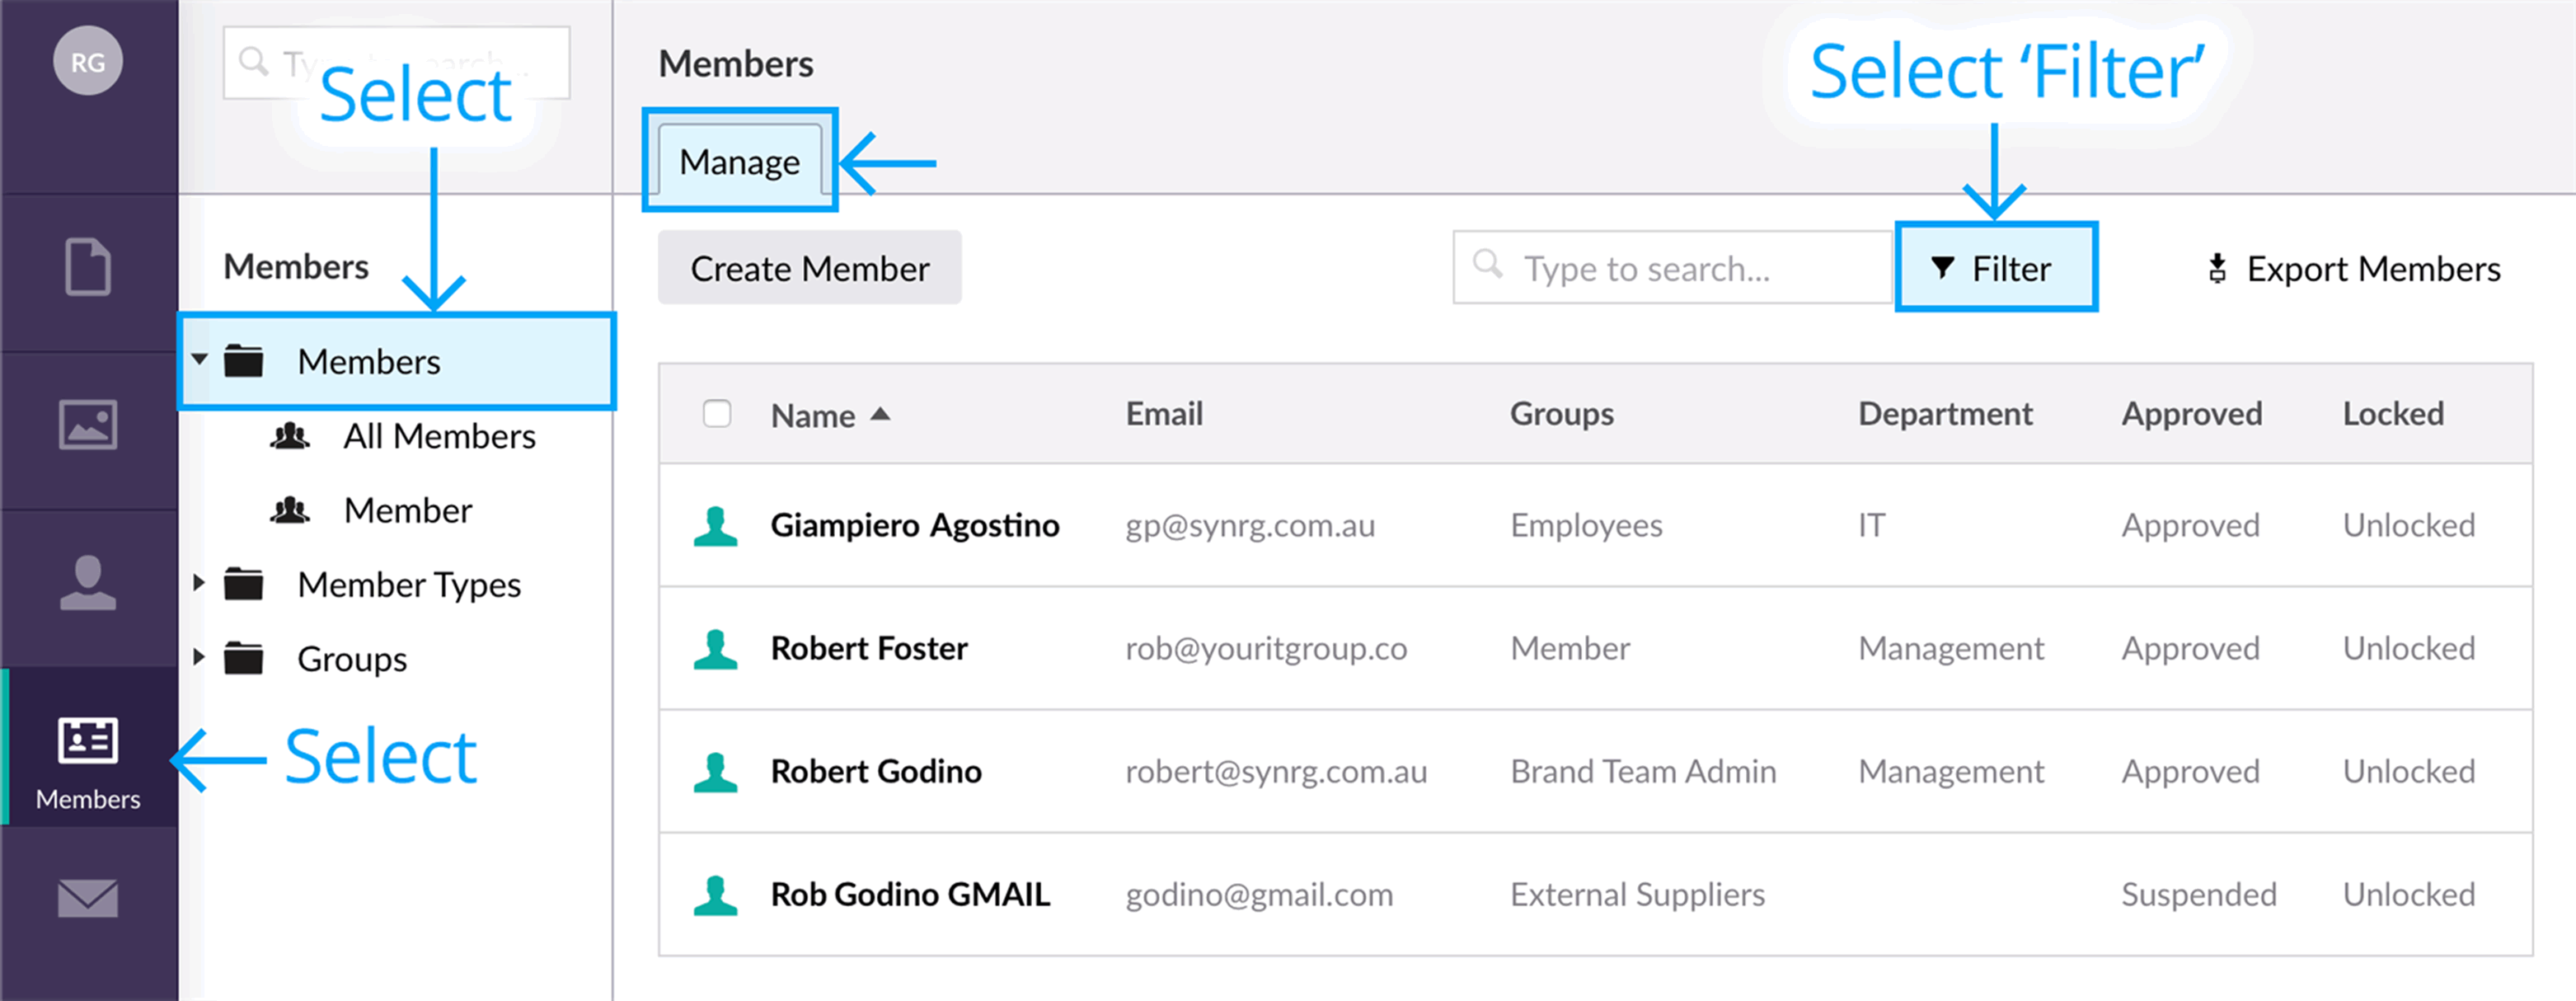 RG
Type to search...
Select
Members
Select 'Filter'
Manage
Members
Create Member
Type to search...
Filter
Export Members
Members
All Members
Member
Member Types
Groups
Members
Select
Name Email Groups Department Approved Locked
Giampiero Agostino gp@synrg.com.au Employees IT Approved Unlocked
Robert Foster rob@youritgroup.co Member Management Approved Unlocked
Robert Godino robert@synrg.com.au Brand Team Admin Management Approved Unlocked
Rob Godino GMAIL godino@gmail.com External Suppliers Suspended Unlocked